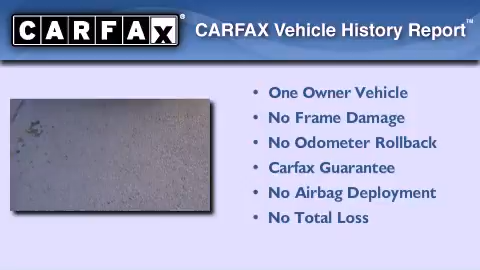 CARFAX® CARFAX Vehicle History Report™
• One Owner Vehicle
• No Frame Damage
• No Odometer Rollback
• Carfax Guarantee
• No Airbag Deployment
• No Total Loss